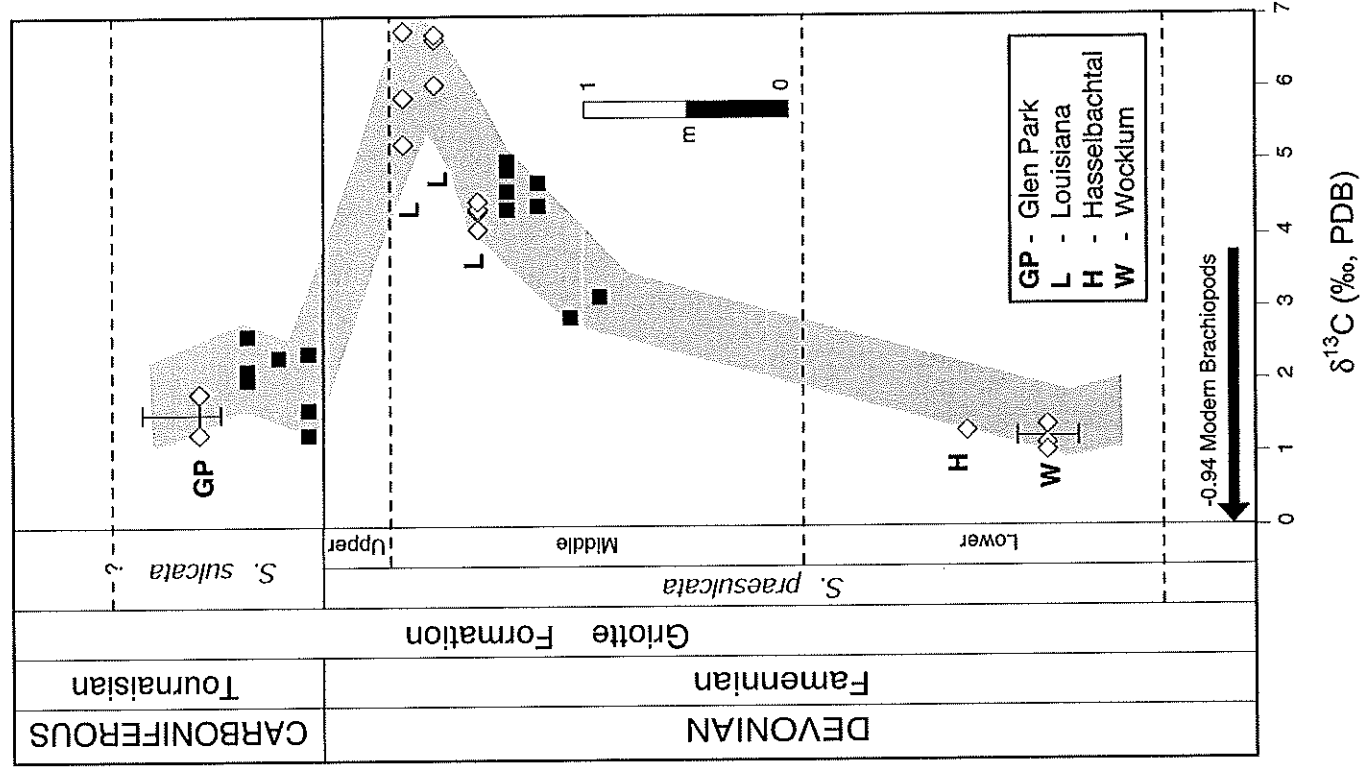 CARBONIFEROUS
DEVONIAN
Tournaisian
Famennian
Griotte Formation
S. sulcata ?
S. praesulcata
Upper
Middle
Lower
GP
L
L
L
H
W
1
m
0
GP - Glen Park
L - Louisiana
H - Hasselbachtal
W - Wocklum
-0.94 Modern Brachiopods
0 1 2 3 4 5 6 7
δ¹³C (‰, PDB)